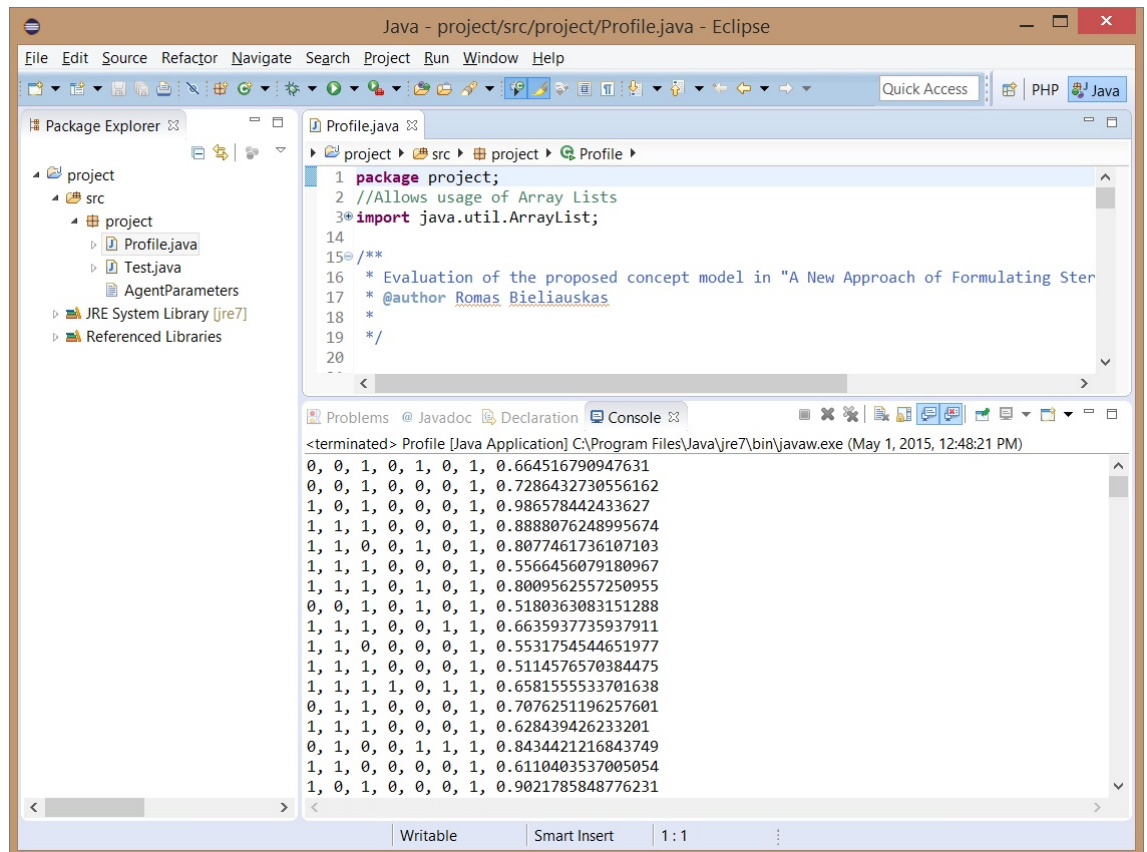 Java - project/src/project/Profile.java - Eclipse
File Edit Source Refactor Navigate Search Project Run Window Help
Quick Access PHP Java
Package Explorer
project
src
project
Profile.java
Test.java
AgentParameters
JRE System Library [jre7]
Referenced Libraries
Profile.java
project src project Profile
1 package project;
2 //Allows usage of Array Lists
3 import java.util.ArrayList;
14
15 /**
16 * Evaluation of the proposed concept model in "A New Approach of Formulating Ster
17 * @author Romas Bieliauskas
18 *
19 */
20
Problems @ Javadoc Declaration Console
<terminated> Profile [Java Application] C:\Program Files\Java\jre7\bin\javaw.exe (May 1, 2015, 12:48:21 PM)
0, 0, 1, 0, 1, 0, 1, 0.664516790947631
0, 0, 1, 0, 0, 0, 1, 0.7286432730556162
1, 0, 1, 0, 0, 0, 1, 0.986578442433627
1, 1, 1, 0, 0, 0, 1, 0.8888076248995674
1, 1, 0, 0, 1, 0, 1, 0.8077461736107103
1, 1, 1, 0, 0, 0, 1, 0.5566456079180967
1, 1, 1, 0, 1, 0, 1, 0.8009562557250955
0, 0, 1, 0, 1, 0, 1, 0.5180363083151288
1, 1, 1, 0, 0, 1, 1, 0.6635937735937911
1, 1, 0, 0, 0, 0, 1, 0.5531754544651977
1, 1, 1, 0, 0, 0, 1, 0.5114576570384475
1, 1, 1, 1, 0, 1, 1, 0.6581555533701638
0, 1, 1, 0, 0, 0, 1, 0.7076251196257601
1, 1, 1, 0, 0, 0, 1, 0.628439426233201
0, 1, 0, 0, 1, 1, 1, 0.8434421216843749
1, 1, 0, 0, 0, 0, 1, 0.6110403537005054
1, 0, 1, 0, 0, 0, 1, 0.9021785848776231
Writable Smart Insert 1 : 1